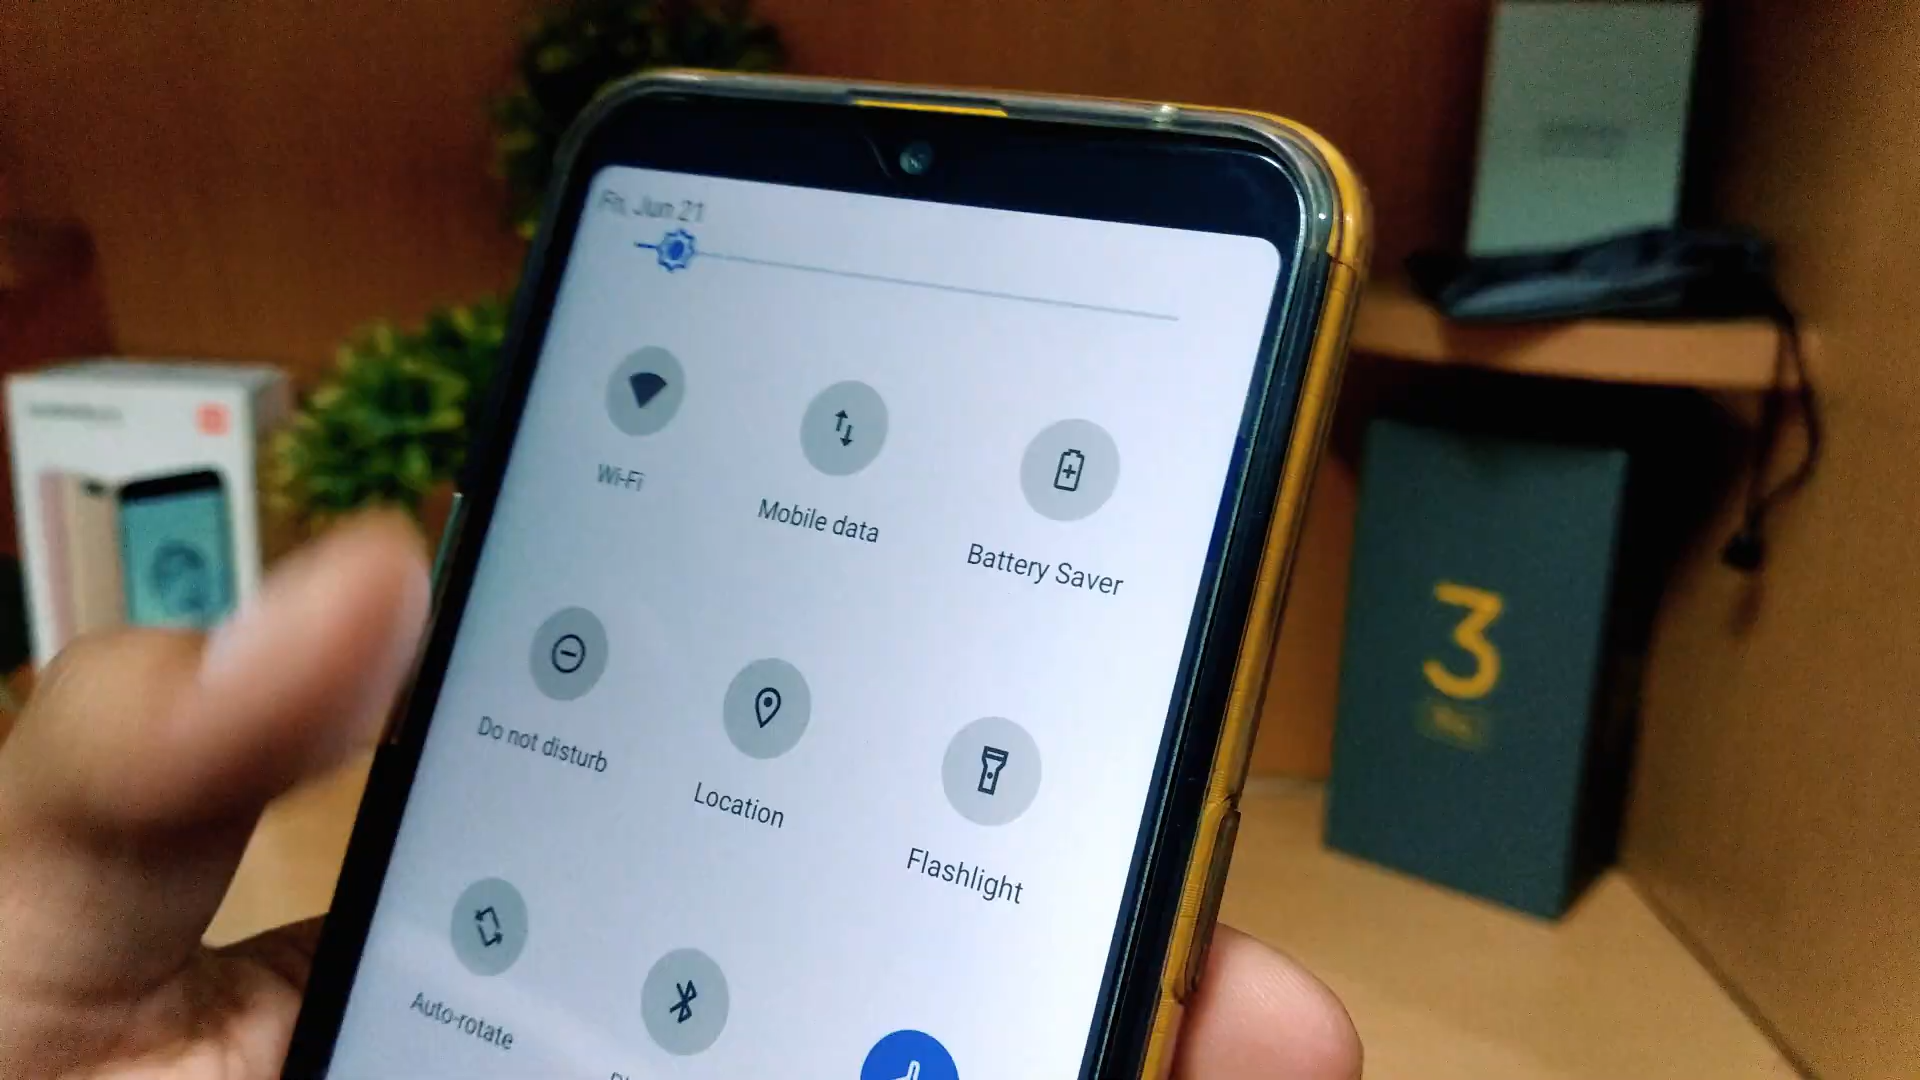 Fri, Jun 21
Wi-Fi
Mobile data
Battery Saver
Do not disturb
Location
Flashlight
Auto-rotate
3